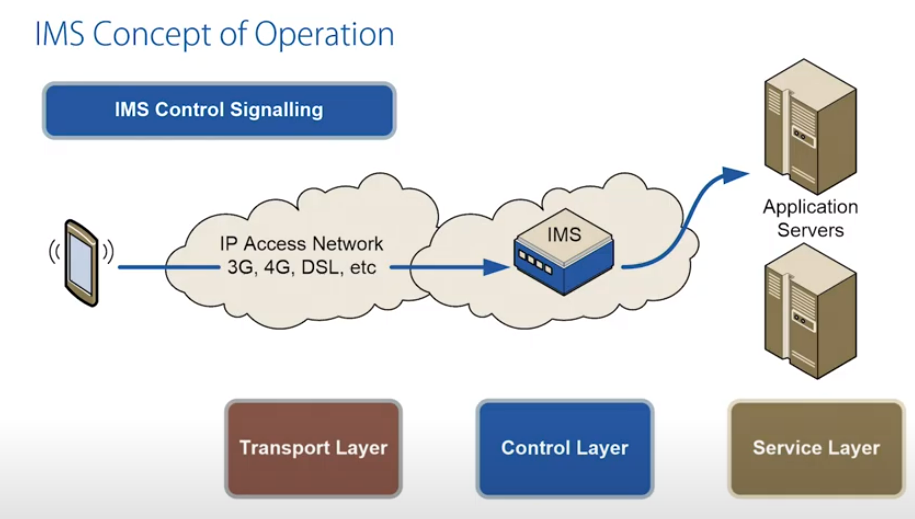 IMS Concept of Operation
IMS Control Signalling
IP Access Network
3G, 4G, DSL, etc
IMS
Application
Servers
Transport Layer
Control Layer
Service Layer